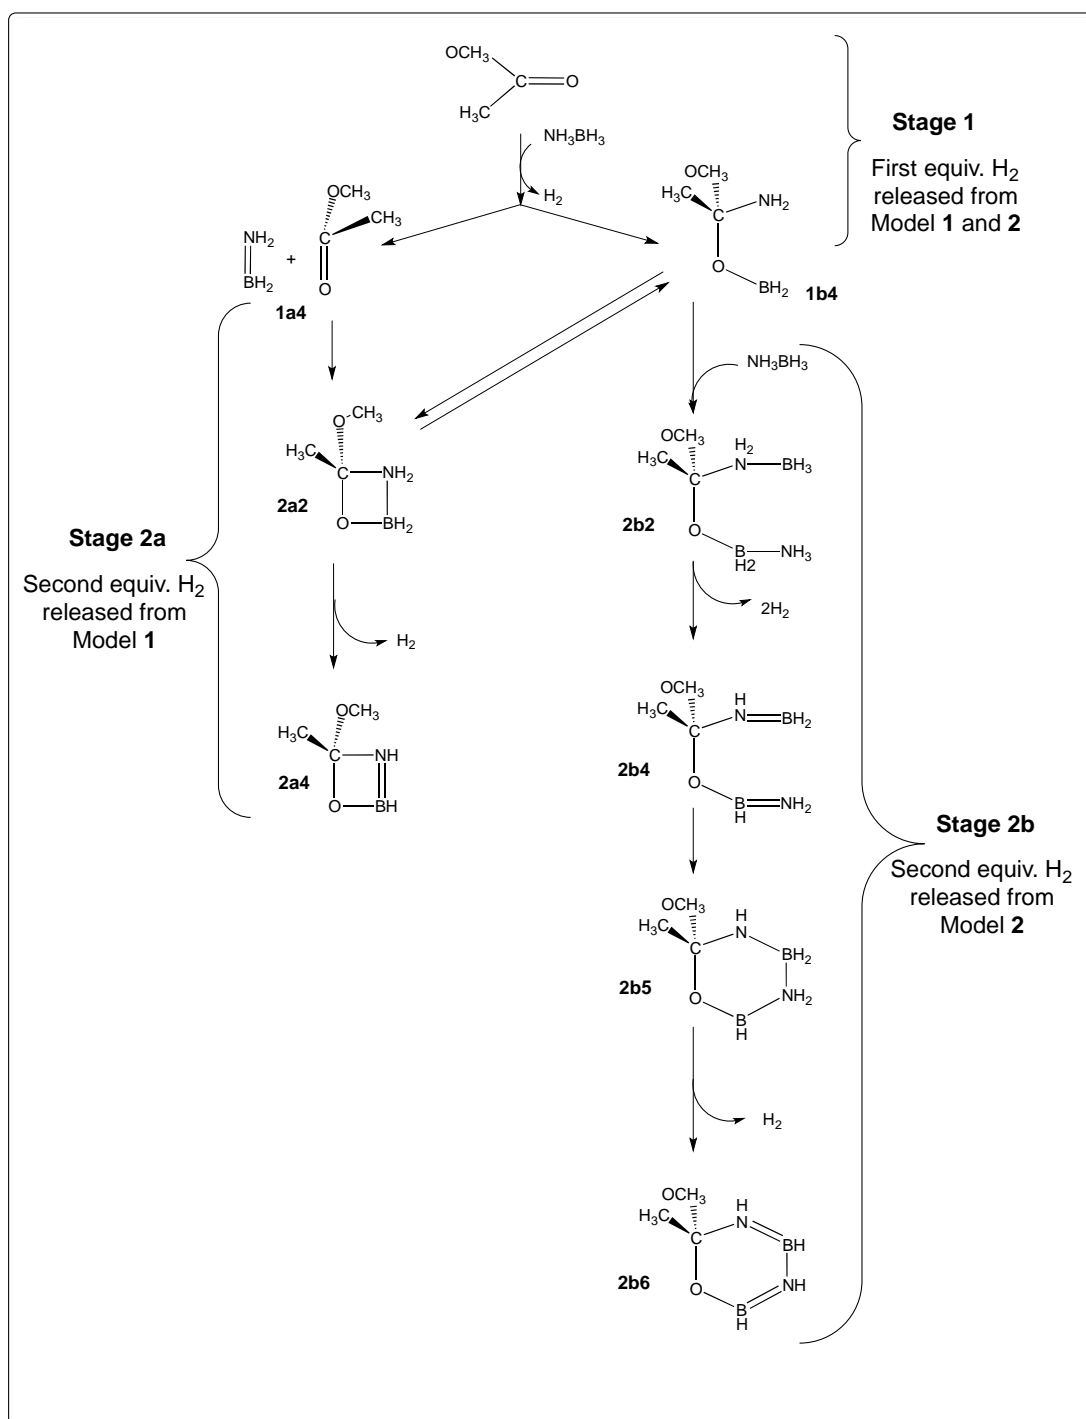 OCH3
C
O
H3C
NH3BH3
H2
Stage 1
First equiv. H2
released from
Model 1 and 2
OCH3
CH3
C
O
NH2
BH2
+
1a4
OCH3
H3C
C
NH2
O
BH2
1b4
O
CH3
H3C
C
NH2
O
BH2
2a2
Stage 2a
Second equiv. H2
released from
Model 1
H2
OCH3
H3C
C
NH
O
BH
2a4
NH3BH3
OCH3
H3C
C
H2
N
BH3
O
B
H2
NH3
2b2
2H2
OCH3
H3C
C
H
N
BH2
O
B
H
NH2
2b4
Stage 2b
Second equiv. H2
released from
Model 2
OCH3
H3C
C
H
N
BH2
NH2
O
B
H
2b5
H2
OCH3
H3C
C
H
N
BH
NH
O
B
H
2b6